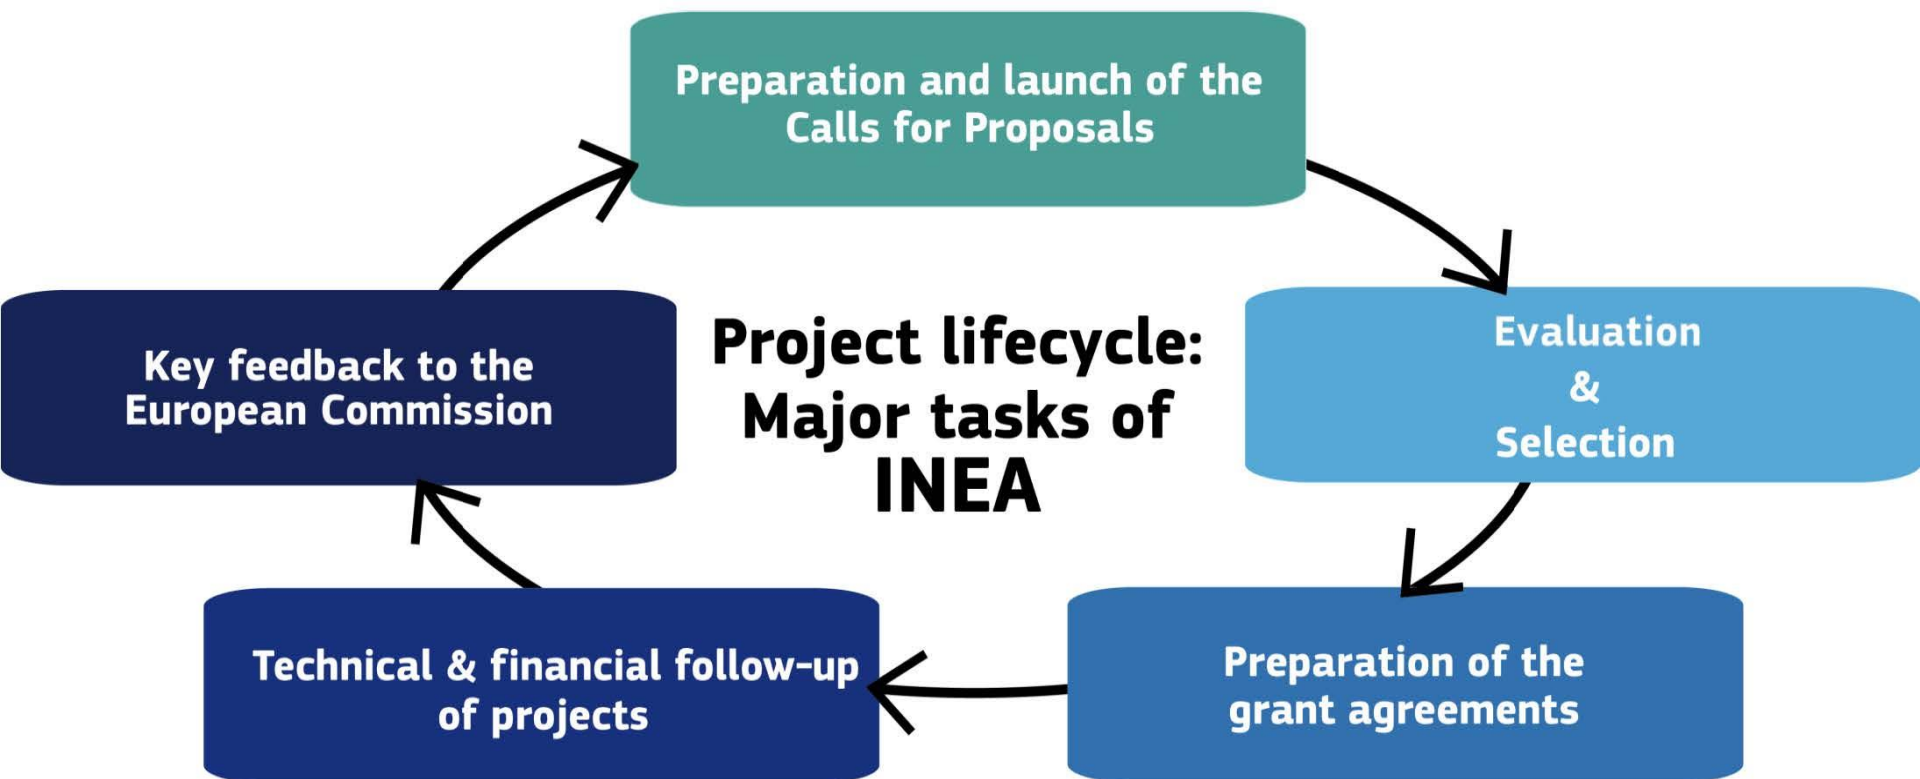 Preparation and launch of the
Calls for Proposals
Evaluation
&
Selection
Preparation of the
grant agreements
Technical & financial follow-up
of projects
Key feedback to the
European Commission
Project lifecycle:
Major tasks of
INEA